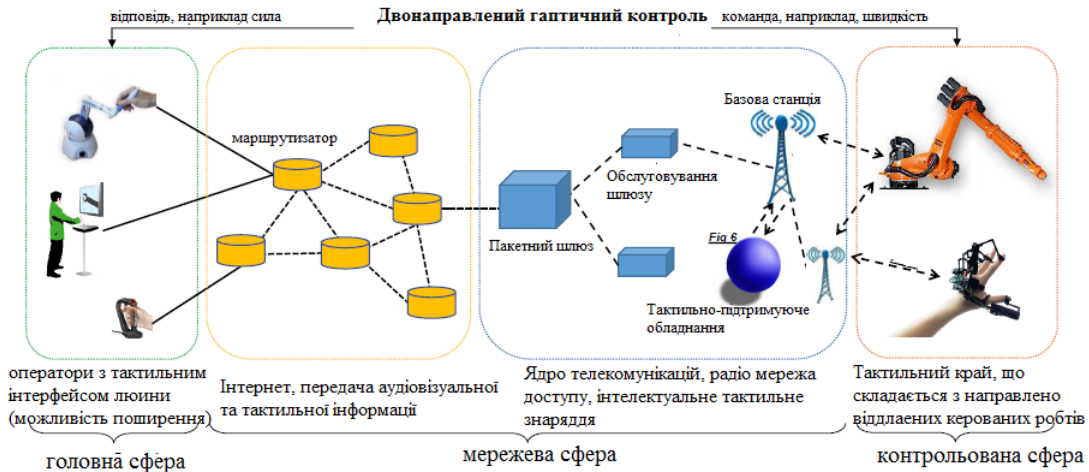 Двонаправлений гаптичний контроль
відповідь, наприклад сила
команда, наприклад, швидкість
маршрутизатор
Базова станція
Обслуговування
шлюзу
Пакетний шлюз
Fig 6
Тактильно-підтримуюче
обладнання
оператори з тактильним
інтерфейсом люини
(можливість поширення)
Інтернет, передача аудіовізуальної
та тактильної інформації
Ядро телекомунікацій, радіо мережа
доступу, інтелектуальне тактильне
знаряддя
Тактильний край, що
складається з направлено
віддлаених керованих робтів
головна сфера
мережева сфера
контрольована сфера